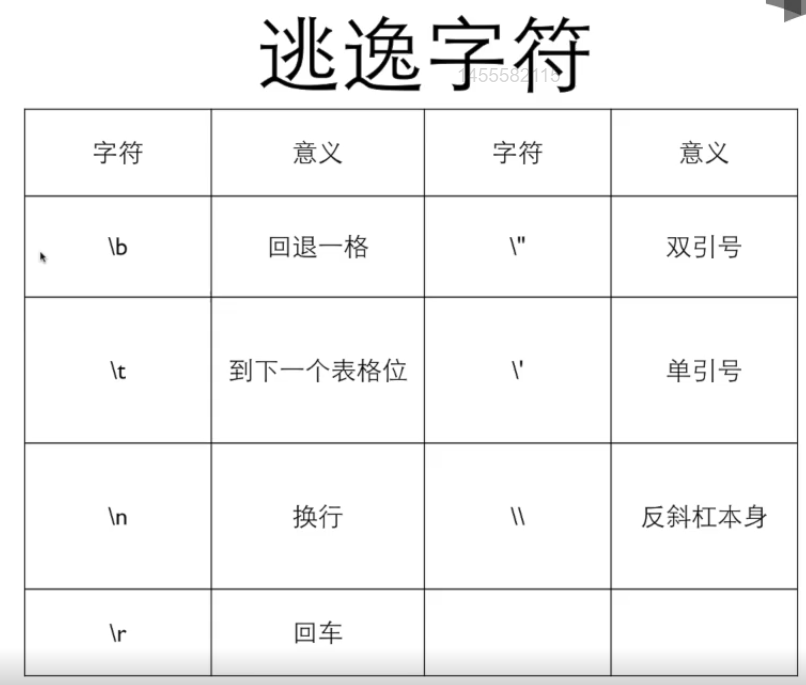 逃逸字符
1455582115
字符 意义 字符 意义
\b 回退一格 \" 双引号
\t 到下一个表格位 \' 单引号
\n 换行 \\ 反斜杠本身
\r 回车